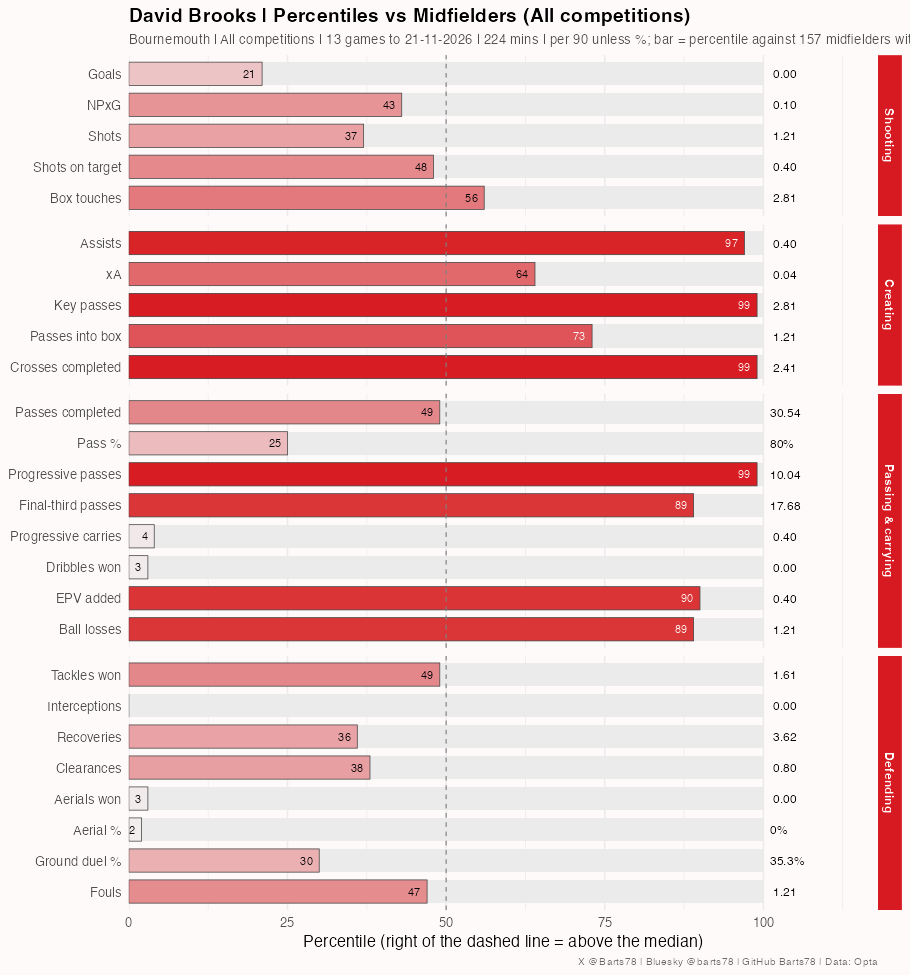 David Brooks | Percentiles vs Midfielders (All competitions)
Bournemouth | All competitions | 13 games to 21-11-2026 | 224 mins | per 90 unless %; bar = percentile against 157 midfielders wit
Goals 21 0.00
NPxG 43 0.10
Shots 37 1.21
Shots on target 48 0.40
Box touches 56 2.81
Shooting
Assists 97 0.40
xA 64 0.04
Key passes 99 2.81
Passes into box 73 1.21
Crosses completed 99 2.41
Creating
Passes completed 49 30.54
Pass % 25 80%
Progressive passes 99 10.04
Final-third passes 89 17.68
Progressive carries 4 0.40
Dribbles won 3 0.00
EPV added 90 0.40
Ball losses 89 1.21
Passing & carrying
Tackles won 49 1.61
Interceptions 0.00
Recoveries 36 3.62
Clearances 38 0.80
Aerials won 3 0.00
Aerial % 2 0%
Ground duel % 30 35.3%
Fouls 47 1.21
Defending
0 25 50 75 100
Percentile (right of the dashed line = above the median)
X @Barts78 | Bluesky @barts78 | GitHub Barts78 | Data: Opta